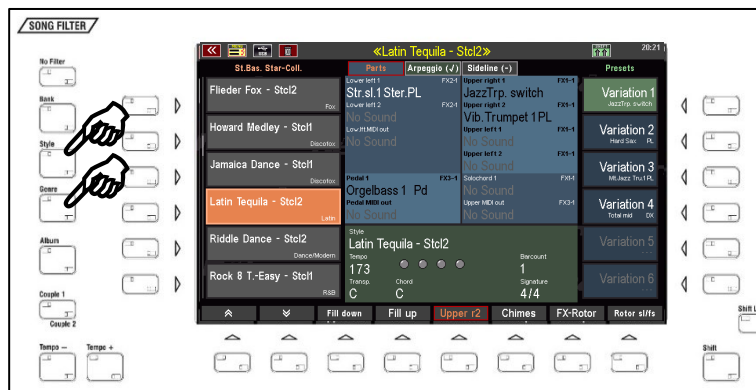 SONG FILTER
No Filter
Bank
Style
Genre
Album
Couple 1
Couple 2
Tempo –
Tempo +
«Latin Tequila - Stcl2»
20:21
St.Bas. Star-Coll.
Parts
Arpeggio (√)
Sideline (–)
Presets
Flieder Fox - Stcl2
Fox
Howard Medley - Stcl1
Discofox
Jamaica Dance - Stcl1
Discofox
Latin Tequila - Stcl2
Latin
Riddle Dance - Stcl2
Dance/Modern
Rock 8 T.-Easy - Stcl1
R&B
Lower left 1 FX2-1
Str.sl.1 Ster.PL
Lower left 2 FX2-1
No Sound
Low.lft.MIDI out
No Sound
Pedal 1 FX3-1
Orgelbass 1 Pd
Pedal MIDI out
No Sound
Upper right 1 FX1-1
JazzTrp. switch
Upper right 2 FX1-1
Vib.Trumpet 1PL
Upper left 1 FX1-1
No Sound
Upper left 2 FX1-1
No Sound
Sakochord 1 FX1-1
No Sound
Upper MIDI out FX3-1
No Sound
Style
Latin Tequila - Stcl2
Tempo
173
Barcount
1
Transp.
C
Chord
C
Signature
4/4
Variation 1
JazzTrp. switch
Variation 2
Hard Sax PL
Variation 3
Mt.Jazz Tru.1PL
Variation 4
Total mid DX
Variation 5
Variation 6
Fill down
Fill up
Upper r2
Chimes
FX-Rotor
Rotor sl/fs
Shift L
Shift